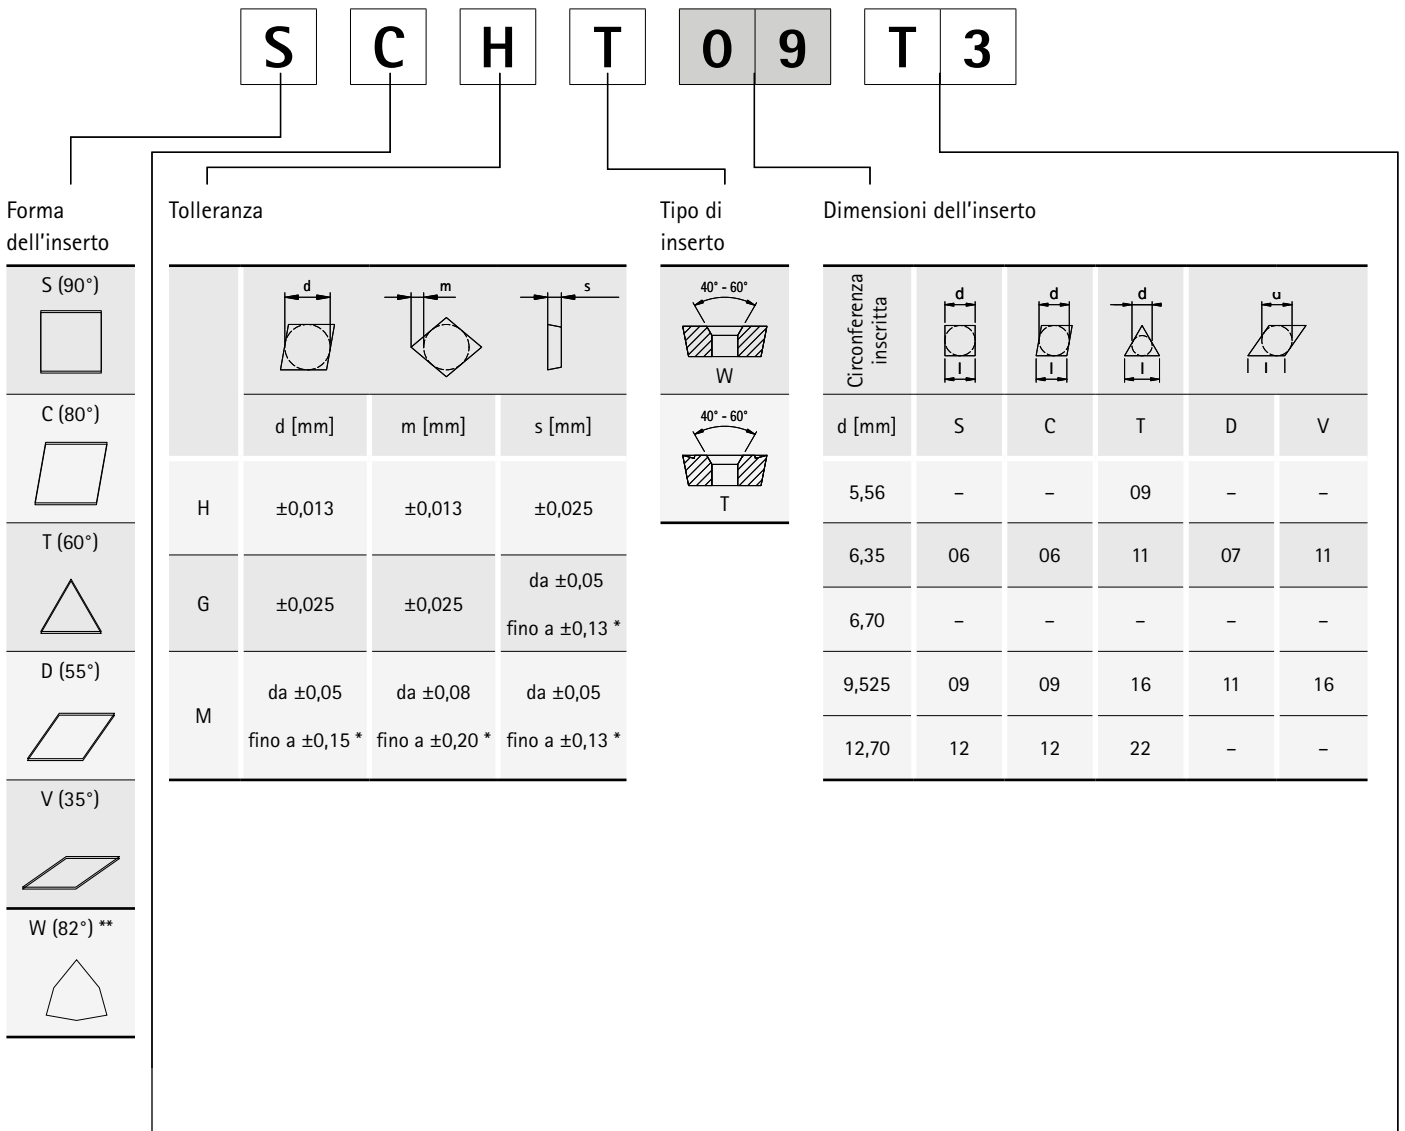 S C H T 0 9 T 3
Forma
dell'inserto
S (90°)
C (80°)
T (60°)
D (55°)
V (35°)
W (82°) **
Tolleranza
d m s
d [mm] m [mm] s [mm]
H ±0,013 ±0,013 ±0,025
G ±0,025 ±0,025 da ±0,05
fino a ±0,13 *
M da ±0,05 da ±0,08 da ±0,05
fino a ±0,15 * fino a ±0,20 * fino a ±0,13 *
Tipo di
inserto
40° - 60°
W
40° - 60°
T
Dimensioni dell'inserto
Circonferenza
inscritta
d d d d
l l l l
d [mm] S C T D V
5,56 – – 09 – –
6,35 06 06 11 07 11
6,70 – – – – –
9,525 09 09 16 11 16
12,70 12 12 22 – –